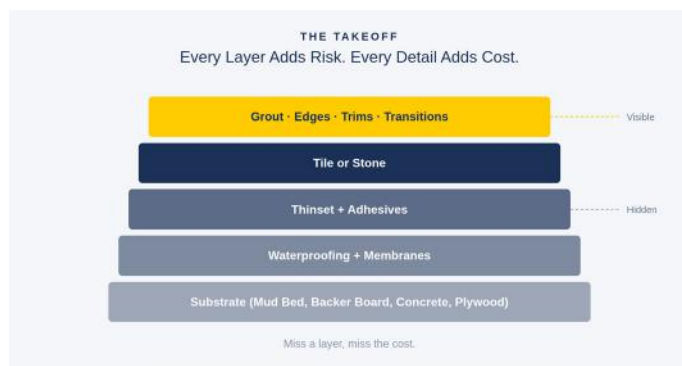 THE TAKEOFF
Every Layer Adds Risk. Every Detail Adds Cost.
Grout · Edges · Trims · Transitions
Visible
Tile or Stone
Thinset + Adhesives
Hidden
Waterproofing + Membranes
Substrate (Mud Bed, Backer Board, Concrete, Plywood)
Miss a layer, miss the cost.